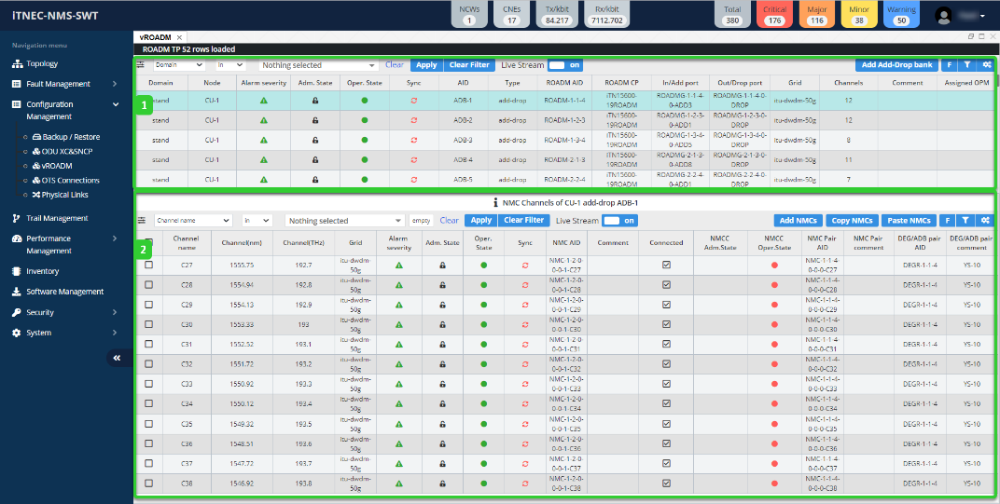 iTNEC-NMS-SWT
NCWs 1
CNEs 17
Tx/kbit 84.217
Rx/kbit 7112.702
Total 380
Critical 176
Major 116
Minor 38
Warning 50
Navigation menu
Topology
Fault Management
Configuration Management
Backup / Restore
ODU XC&SNCP
vROADM
OTS Connections
Physical Links
Trail Management
Performance Management
Inventory
Software Management
Security
System
vROADM
ROADM TP 52 rows loaded
Domain in Nothing selected Clear Apply Clear Filter Live Stream on Add Add-Drop bank F
Domain Node Alarm severity Adm. State Oper. State Sync AID Type ROADM AID ROADM CP In/Add port Out/Drop port Grid Channels Comment Assigned OPM
1
stand CU-1 ADB-1 add-drop ROADM-1-1-4 iTN15600-19ROADM ROADMG-1-1-4-0-ADD3 ROADMG-1-1-4-0-DROP itu-dwdm-50g 12
stand CU-1 ADB-2 add-drop ROADM-1-2-3 iTN15600-19ROADM ROADMG-1-2-3-0-ADD1 ROADMG-1-2-3-0-DROP itu-dwdm-50g 12
stand CU-1 ADB-3 add-drop ROADM-1-3-4 iTN15600-19ROADM ROADMG-1-3-4-0-ADD5 ROADMG-1-3-4-0-DROP itu-dwdm-50g 8
stand CU-1 ADB-4 add-drop ROADM-2-1-3 iTN15600-19ROADM ROADMG-2-1-3-0-ADD8 ROADMG-2-1-3-0-DROP itu-dwdm-50g 11
stand CU-1 ADB-5 add-drop ROADM-2-2-4 iTN15600-19ROADM ROADMG-2-2-4-0-ADD1 ROADMG-2-2-4-0-DROP itu-dwdm-50g 7
NMC Channels of CU-1 add-drop ADB-1
Channel name in Nothing selected empty Clear Apply Clear Filter Live Stream on Add NMCs Copy NMCs Paste NMCs F
Channel name Channel(nm) Channel(THz) Grid Alarm severity Adm. State Oper. State Sync NMC AID Comment Connected NMCC Adm.State NMCC Oper.State NMC Pair AID NMC Pair comment DEG/ADB pair AID DEG/ADB pair comment
2
C27 1555.75 192.7 itu-dwdm-50g NMC-1-2-0-0-0-1-C27 NMC-1-1-4-0-0-0-C27 DEGR-1-1-4 YS-10
C28 1554.94 192.8 itu-dwdm-50g NMC-1-2-0-0-0-1-C28 NMC-1-1-4-0-0-0-C28 DEGR-1-1-4 YS-10
C29 1554.13 192.9 itu-dwdm-50g NMC-1-2-0-0-0-1-C29 NMC-1-1-4-0-0-0-C29 DEGR-1-1-4 YS-10
C30 1553.33 193 itu-dwdm-50g NMC-1-2-0-0-0-1-C30 NMC-1-1-4-0-0-0-C30 DEGR-1-1-4 YS-10
C31 1552.52 193.1 itu-dwdm-50g NMC-1-2-0-0-0-1-C31 NMC-1-1-4-0-0-0-C31 DEGR-1-1-4 YS-10
C32 1551.72 193.2 itu-dwdm-50g NMC-1-2-0-0-0-1-C32 NMC-1-1-4-0-0-0-C32 DEGR-1-1-4 YS-10
C33 1550.92 193.3 itu-dwdm-50g NMC-1-2-0-0-0-1-C33 NMC-1-1-4-0-0-0-C33 DEGR-1-1-4 YS-10
C34 1550.12 193.4 itu-dwdm-50g NMC-1-2-0-0-0-1-C34 NMC-1-1-4-0-0-0-C34 DEGR-1-1-4 YS-10
C35 1549.32 193.5 itu-dwdm-50g NMC-1-2-0-0-0-1-C35 NMC-1-1-4-0-0-0-C35 DEGR-1-1-4 YS-10
C36 1548.51 193.6 itu-dwdm-50g NMC-1-2-0-0-0-1-C36 NMC-1-1-4-0-0-0-C36 DEGR-1-1-4 YS-10
C37 1547.72 193.7 itu-dwdm-50g NMC-1-2-0-0-0-1-C37 NMC-1-1-4-0-0-0-C37 DEGR-1-1-4 YS-10
C38 1546.92 193.8 itu-dwdm-50g NMC-1-2-0-0-0-1-C38 NMC-1-1-4-0-0-0-C38 DEGR-1-1-4 YS-10